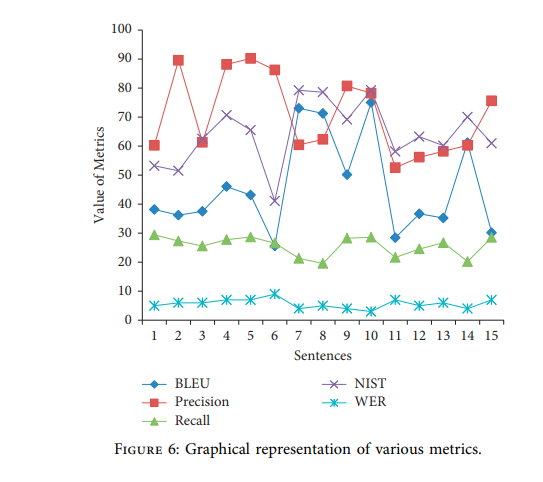 100
90
80
70
60
50
40
30
20
10
0
Value of Metrics
1 2 3 4 5 6 7 8 9 10 11 12 13 14 15
Sentences
BLEU NIST
Precision WER
Recall
Figure 6: Graphical representation of various metrics.